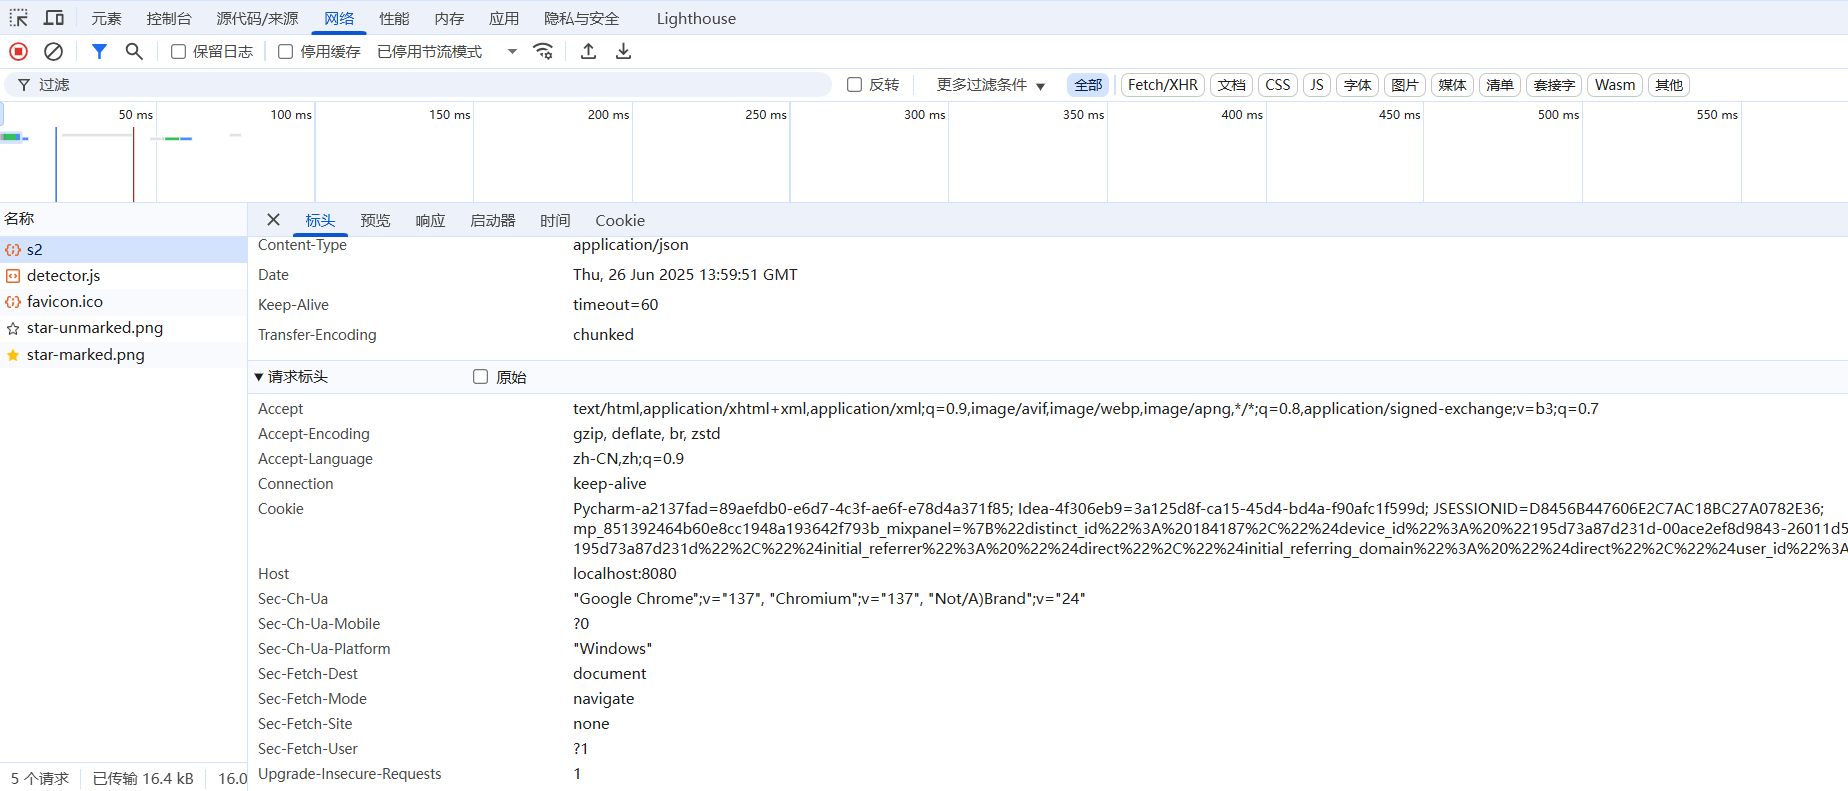 元素 控制台 源代码/来源 网络 性能 内存 应用 隐私与安全 Lighthouse
保留日志 停用缓存 已停用节流模式
过滤 反转 更多过滤条件 全部 Fetch/XHR 文档 CSS JS 字体 图片 媒体 清单 套接字 Wasm 其他
50 ms 100 ms 150 ms 200 ms 250 ms 300 ms 350 ms 400 ms 450 ms 500 ms 550 ms
名称
s2
detector.js
favicon.ico
star-unmarked.png
star-marked.png
5 个请求 已传输 16.4 kB 16.0
标头 预览 响应 启动器 时间 Cookie
Content-Type application/json
Date Thu, 26 Jun 2025 13:59:51 GMT
Keep-Alive timeout=60
Transfer-Encoding chunked
请求标头 原始
Accept text/html,application/xhtml+xml,application/xml;q=0.9,image/avif,image/webp,image/apng,*/*;q=0.8,application/signed-exchange;v=b3;q=0.7
Accept-Encoding gzip, deflate, br, zstd
Accept-Language zh-CN,zh;q=0.9
Connection keep-alive
Cookie Pycharm-a2137fad=89aefdb0-e6d7-4c3f-ae6f-e78d4a371f85; Idea-4f306eb9=3a125d8f-ca15-45d4-bd4a-f90afc1f599d; JSESSIONID=D8456B447606E2C7AC18BC27A0782E36;
mp_851392464b60e8cc1948a193642f793b_mixpanel=%7B%22distinct_id%22%3A%20184187%2C%22%24device_id%22%3A%20%22195d73a87d231d-00ace2ef8d9843-26011d5
195d73a87d231d%22%2C%22%24initial_referrer%22%3A%20%22%24direct%22%2C%22%24initial_referring_domain%22%3A%20%22%24direct%22%2C%22%24user_id%22%3A
Host localhost:8080
Sec-Ch-Ua "Google Chrome";v="137", "Chromium";v="137", "Not/A)Brand";v="24"
Sec-Ch-Ua-Mobile ?0
Sec-Ch-Ua-Platform "Windows"
Sec-Fetch-Dest document
Sec-Fetch-Mode navigate
Sec-Fetch-Site none
Sec-Fetch-User ?1
Upgrade-Insecure-Requests 1